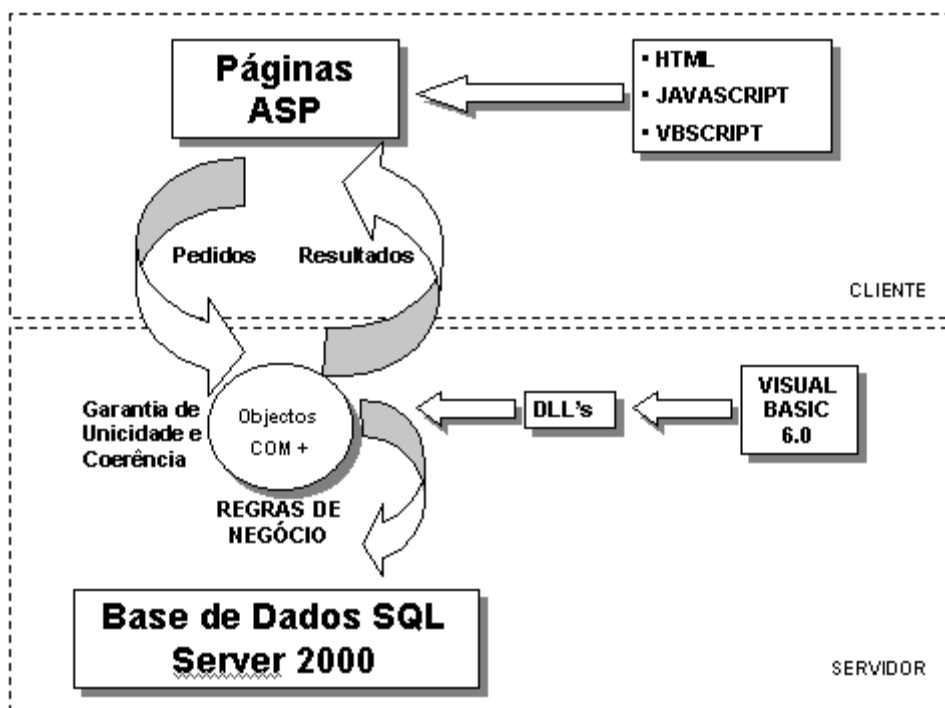 Páginas
ASP
▪ HTML
▪ JAVASCRIPT
▪ VBSCRIPT
Pedidos
Resultados
CLIENTE
Garantia de
Unicidade e
Coerência
Objectos
COM +
DLL's
VISUAL
BASIC
6.0
REGRAS DE
NEGÓCIO
Base de Dados SQL
Server 2000
SERVIDOR